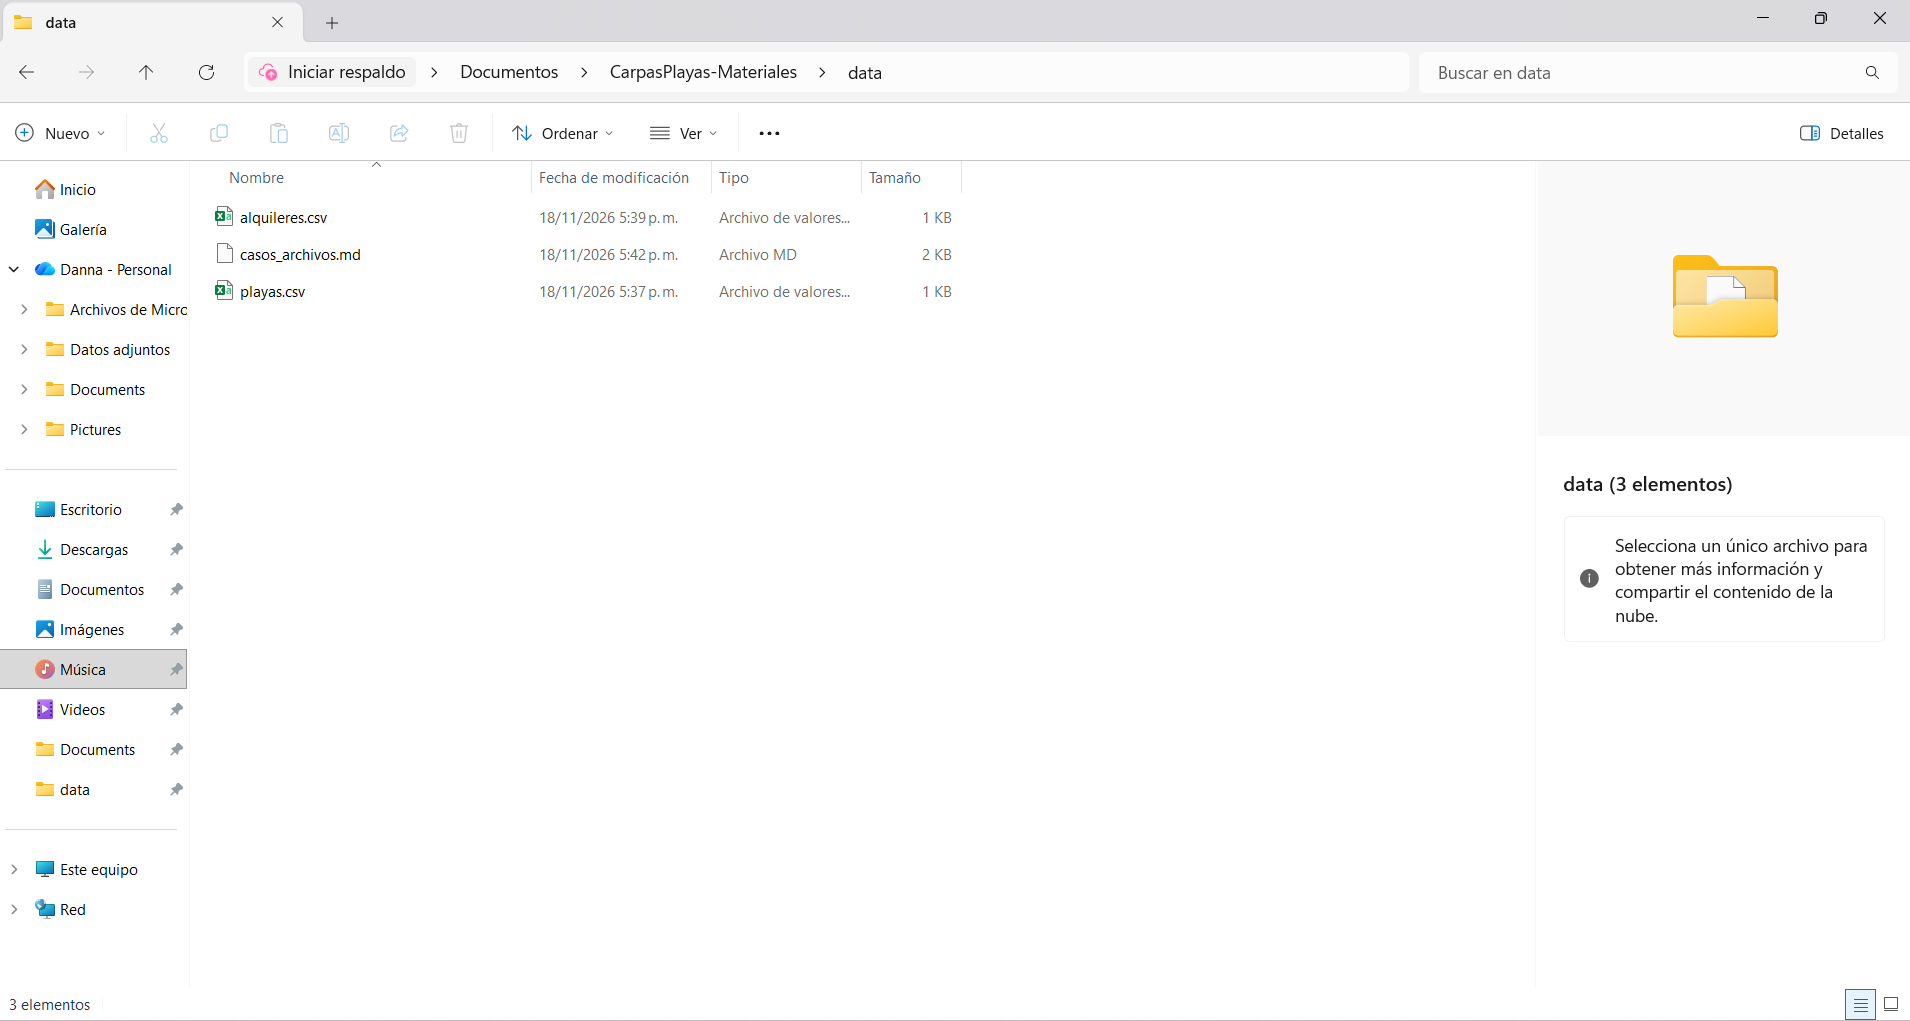 data
Iniciar respaldo
Documentos
CarpasPlayas-Materiales
data
Buscar en data
Nuevo
Ordenar
Ver
Detalles
Inicio
Galería
Danna - Personal
Archivos de Micro
Datos adjuntos
Documents
Pictures
Escritorio
Descargas
Documentos
Imágenes
Música
Videos
Documents
data
Este equipo
Red
Nombre Fecha de modificación Tipo Tamaño
alquileres.csv 18/11/2026 5:39 p. m. Archivo de valores... 1 KB
casos_archivos.md 18/11/2026 5:42 p. m. Archivo MD 2 KB
playas.csv 18/11/2026 5:37 p. m. Archivo de valores... 1 KB
data (3 elementos)
Selecciona un único archivo para
obtener más información y
compartir el contenido de la
nube.
3 elementos